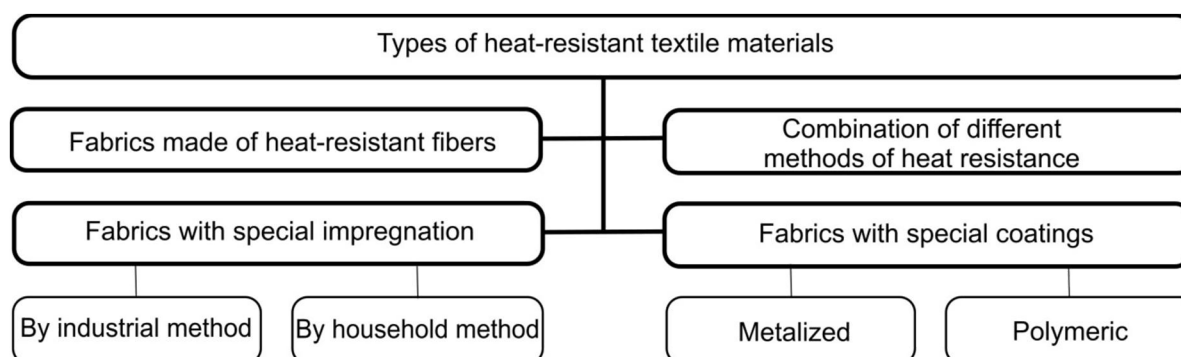 Types of heat-resistant textile materials
Fabrics made of heat-resistant fibers
Combination of different
methods of heat resistance
Fabrics with special impregnation
Fabrics with special coatings
By industrial method
By household method
Metalized
Polymeric